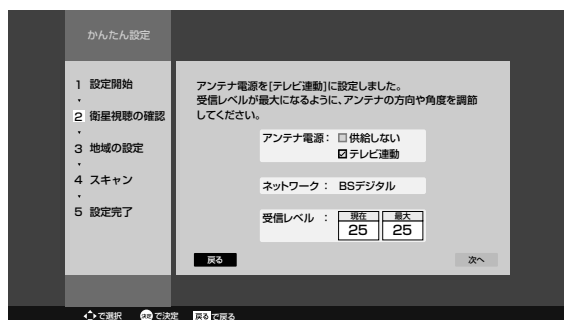 かんたん設定
1 設定開始
2 衛星視聴の確認
3 地域の設定
4 スキャン
5 設定完了
アンテナ電源を[テレビ連動]に設定しました。
受信レベルが最大になるように、アンテナの方向や角度を調節
してください。
アンテナ電源： 供給しない
テレビ連動
ネットワーク： BSデジタル
受信レベル ： 現在 最大
25 25
戻る 次へ
で選択 決定 で決定 戻る で戻る